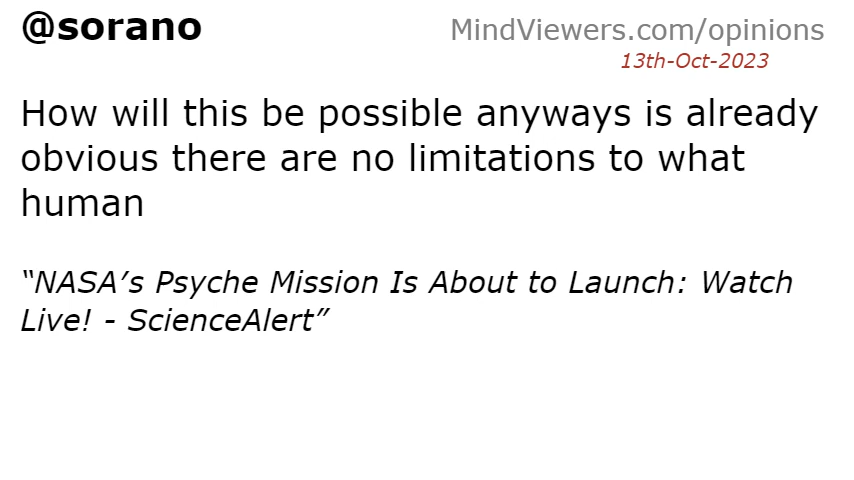 @sorano
MindViewers.com/opinions
13th-Oct-2023
How will this be possible anyways is already
obvious there are no limitations to what
human
“NASA’s Psyche Mission Is About to Launch: Watch
Live! - ScienceAlert”